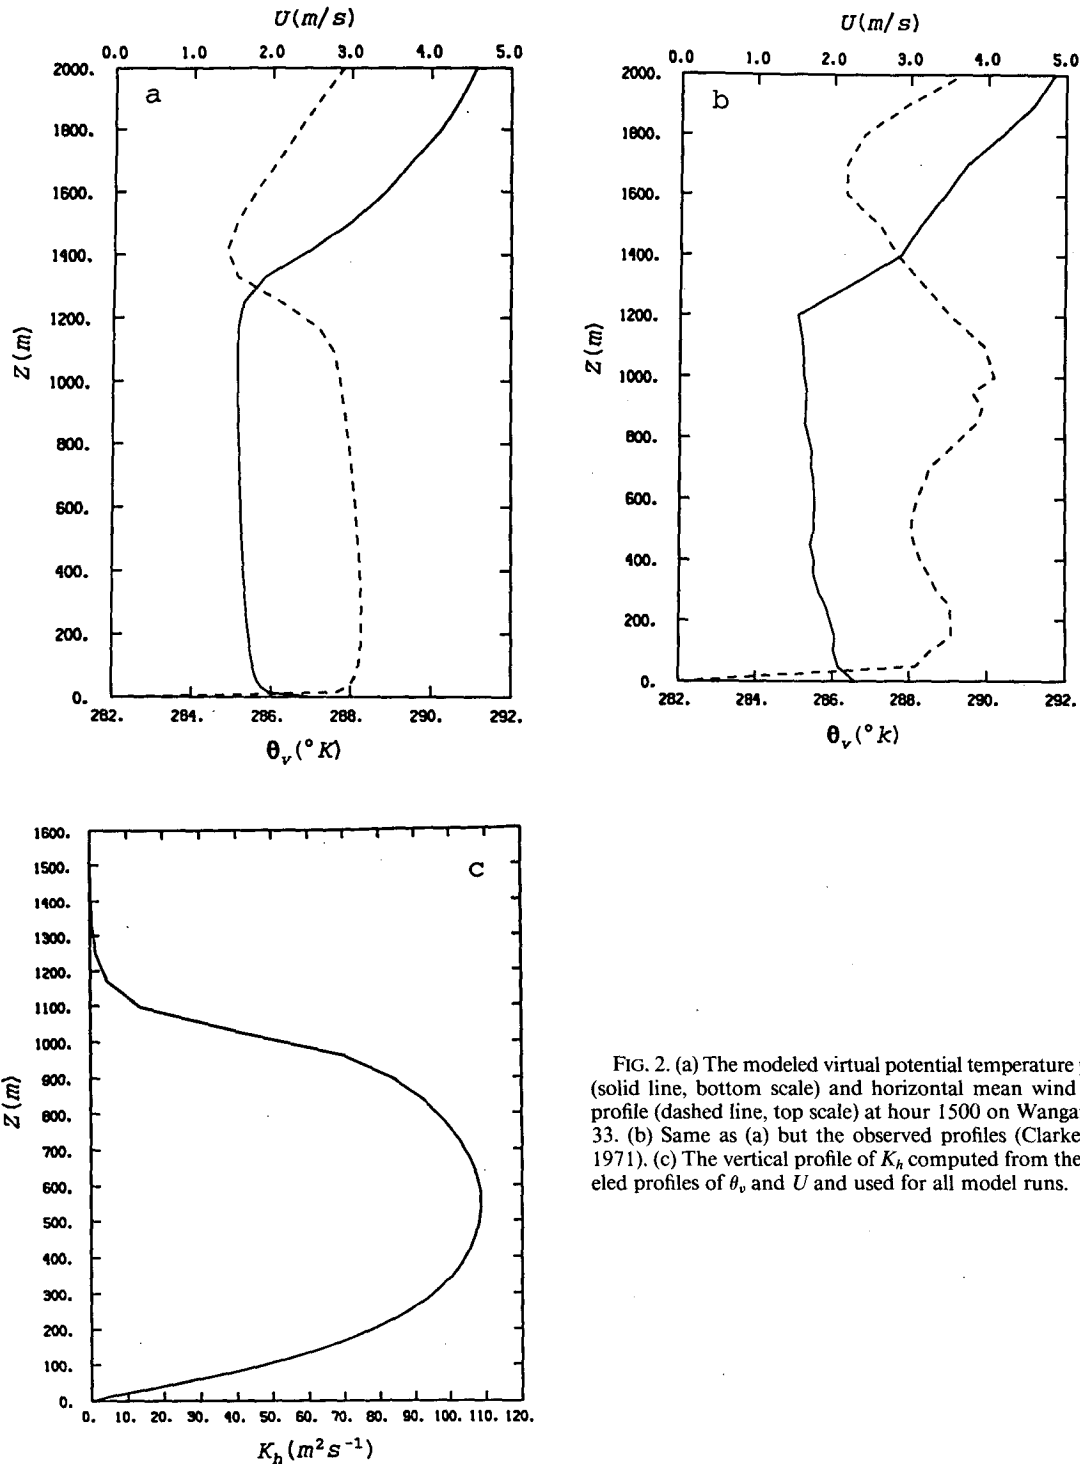 U(m/s)
0.0 1.0 2.0 3.0 4.0 5.0
a
2000.
1800.
1600.
1400.
1200.
1000.
800.
600.
400.
200.
0.
Z(m)
282. 284. 286. 288. 290. 292.
θv(°K)
U(m/s)
0.0 1.0 2.0 3.0 4.0 5.0
b
2000.
1800.
1600.
1400.
1200.
1000.
800.
600.
400.
200.
0.
Z(m)
282. 284. 286. 288. 290. 292.
θv(°k)
c
1600.
1500.
1400.
1300.
1200.
1100.
1000.
900.
800.
700.
600.
500.
400.
300.
200.
100.
0.
Z(m)
0. 10. 20. 30. 40. 50. 60. 70. 80. 90. 100. 110. 120.
Kh(m²s⁻¹)
FIG. 2. (a) The modeled virtual potential temperature
(solid line, bottom scale) and horizontal mean wind
profile (dashed line, top scale) at hour 1500 on Wanga
33. (b) Same as (a) but the observed profiles (Clarke
1971). (c) The vertical profile of Kh computed from the
eled profiles of θv and U and used for all model runs.